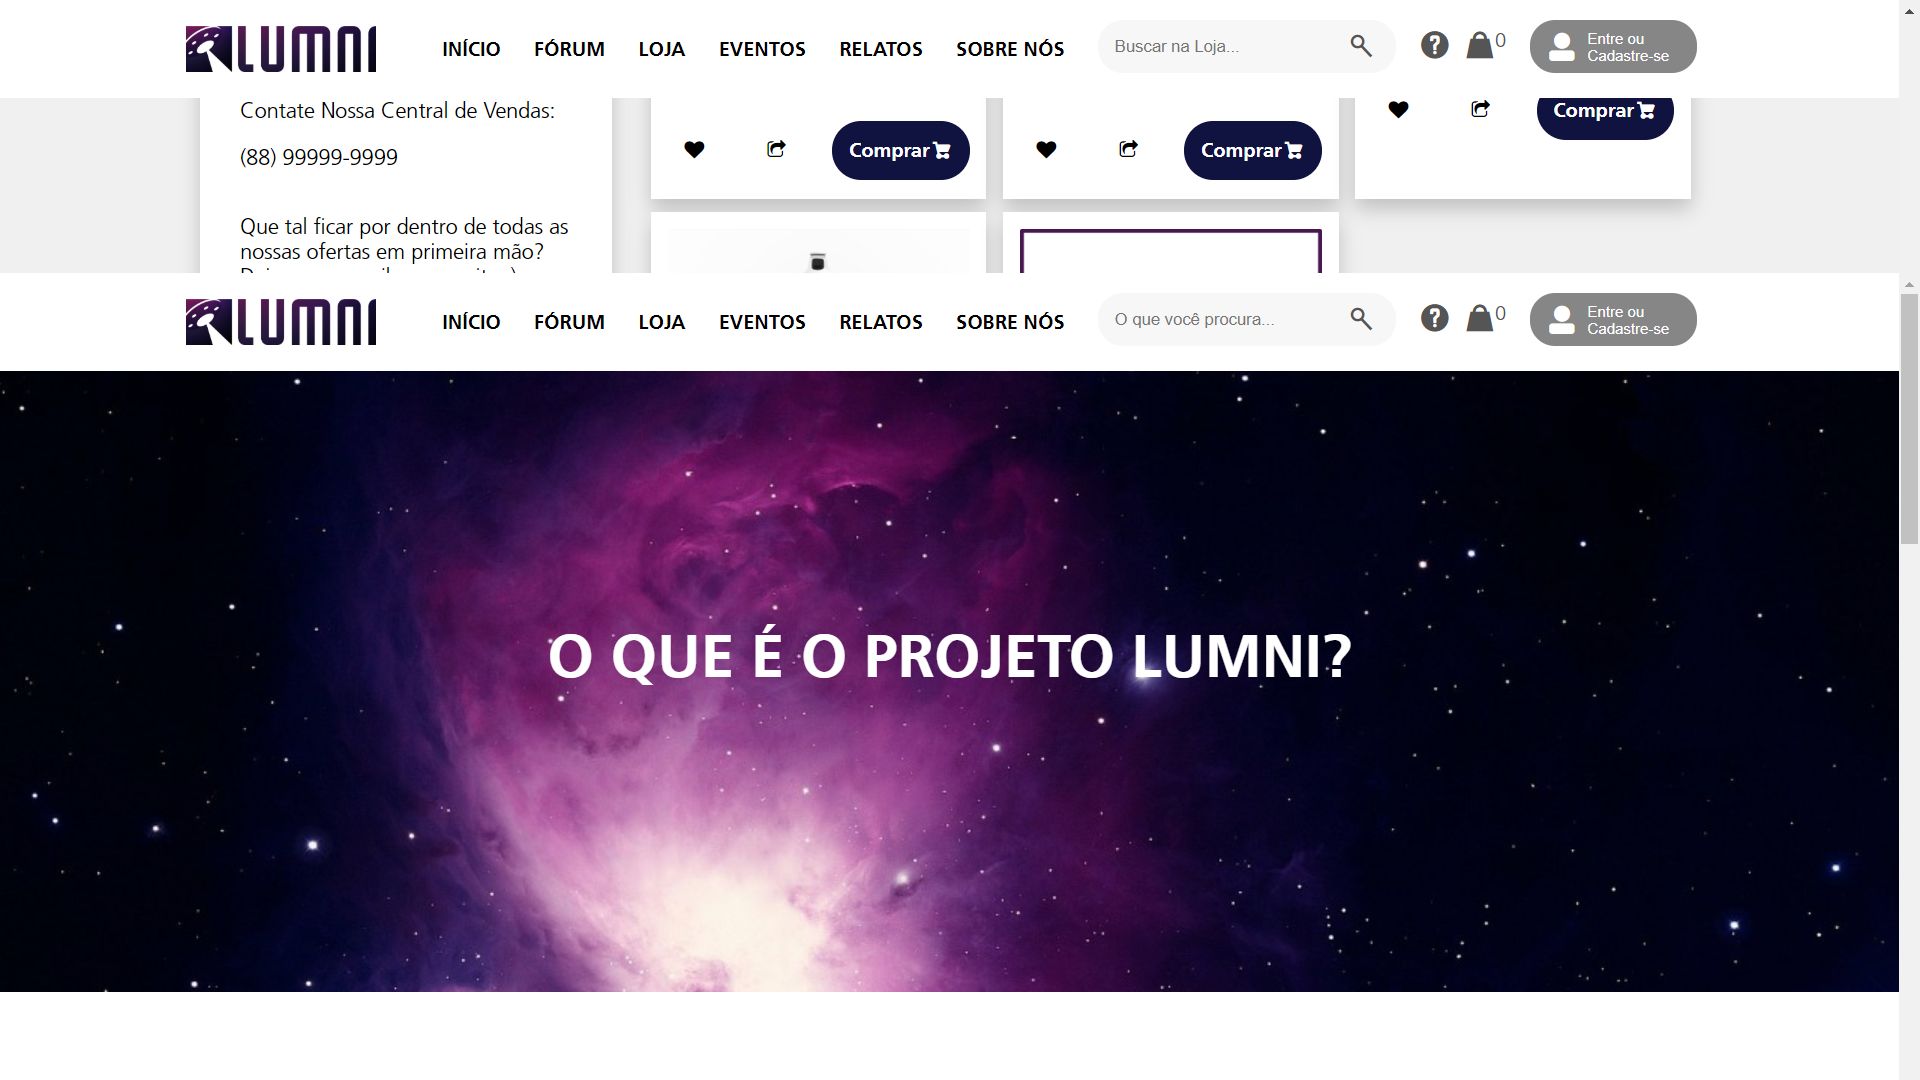 LUMNI INÍCIO FÓRUM LOJA EVENTOS RELATOS SOBRE NÓS Buscar na Loja... 0 Entre ou
Cadastre-se
Contate Nossa Central de Vendas:
(88) 99999-9999
Comprar
Comprar
Comprar
Que tal ficar por dentro de todas as
nossas ofertas em primeira mão?
LUMNI INÍCIO FÓRUM LOJA EVENTOS RELATOS SOBRE NÓS O que você procura... 0 Entre ou
Cadastre-se
O QUE É O PROJETO LUMNI?